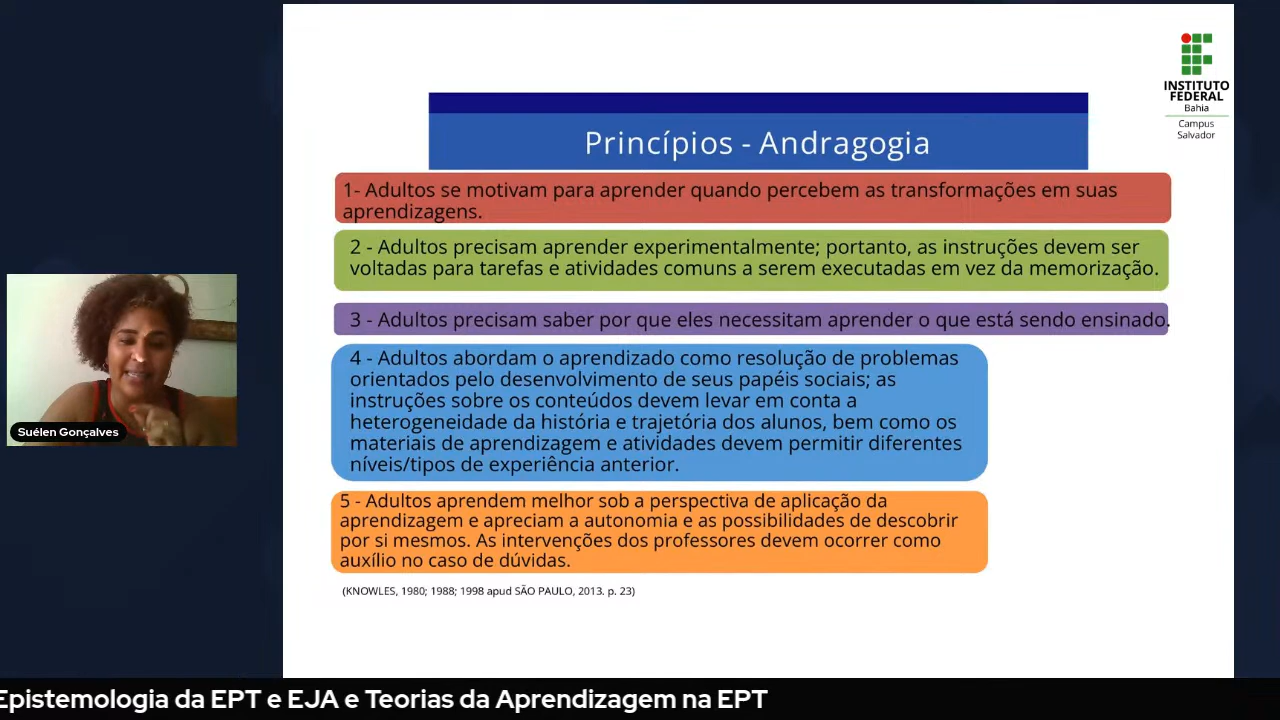 INSTITUTO
FEDERAL
Bahia
Campus
Salvador
Princípios - Andragogia
1- Adultos se motivam para aprender quando percebem as transformações em suas
aprendizagens.
2 - Adultos precisam aprender experimentalmente; portanto, as instruções devem ser
voltadas para tarefas e atividades comuns a serem executadas em vez da memorização.
3 - Adultos precisam saber por que eles necessitam aprender o que está sendo ensinado.
4 - Adultos abordam o aprendizado como resolução de problemas
orientados pelo desenvolvimento de seus papéis sociais; as
instruções sobre os conteúdos devem levar em conta a
heterogeneidade da história e trajetória dos alunos, bem como os
materiais de aprendizagem e atividades devem permitir diferentes
níveis/tipos de experiência anterior.
Suélen Gonçalves
5 - Adultos aprendem melhor sob a perspectiva de aplicação da
aprendizagem e apreciam a autonomia e as possibilidades de descobrir
por si mesmos. As intervenções dos professores devem ocorrer como
auxílio no caso de dúvidas.
(KNOWLES, 1980; 1988; 1998 apud SÃO PAULO, 2013. p. 23)
Epistemologia da EPT e EJA e Teorias da Aprendizagem na EPT